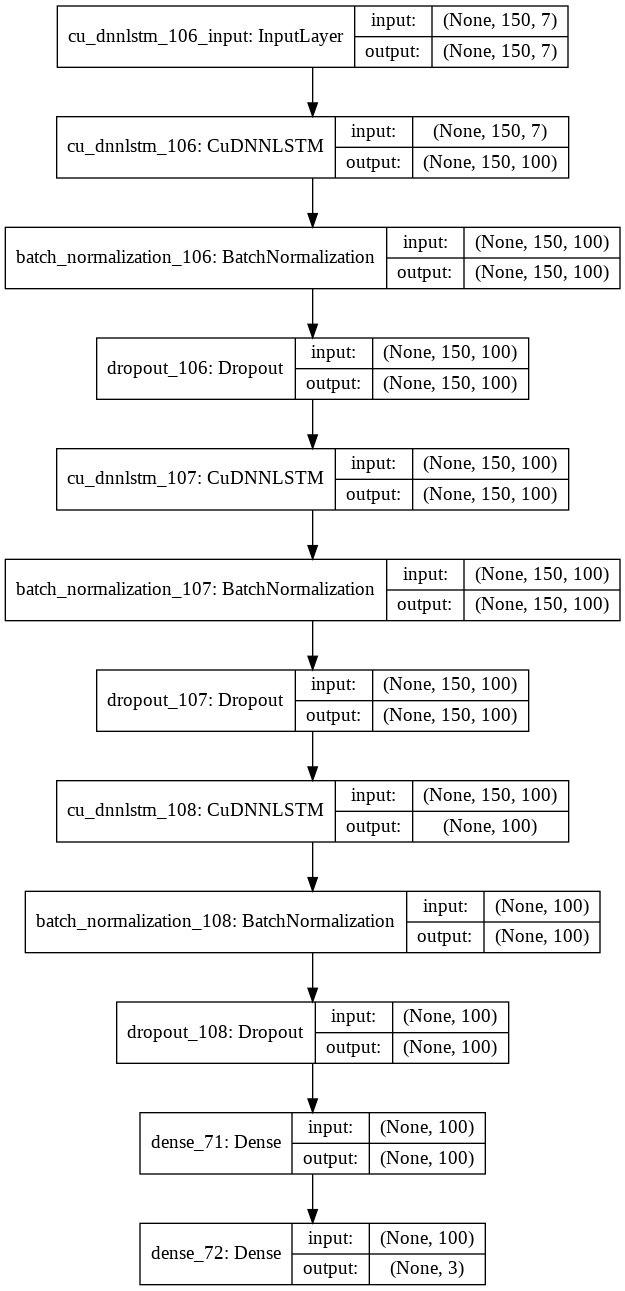 cu_dnnlstm_106_input: InputLayer
input: (None, 150, 7)
output: (None, 150, 7)
cu_dnnlstm_106: CuDNNLSTM
input: (None, 150, 7)
output: (None, 150, 100)
batch_normalization_106: BatchNormalization
input: (None, 150, 100)
output: (None, 150, 100)
dropout_106: Dropout
input: (None, 150, 100)
output: (None, 150, 100)
cu_dnnlstm_107: CuDNNLSTM
input: (None, 150, 100)
output: (None, 150, 100)
batch_normalization_107: BatchNormalization
input: (None, 150, 100)
output: (None, 150, 100)
dropout_107: Dropout
input: (None, 150, 100)
output: (None, 150, 100)
cu_dnnlstm_108: CuDNNLSTM
input: (None, 150, 100)
output: (None, 100)
batch_normalization_108: BatchNormalization
input: (None, 100)
output: (None, 100)
dropout_108: Dropout
input: (None, 100)
output: (None, 100)
dense_71: Dense
input: (None, 100)
output: (None, 100)
dense_72: Dense
input: (None, 100)
output: (None, 3)